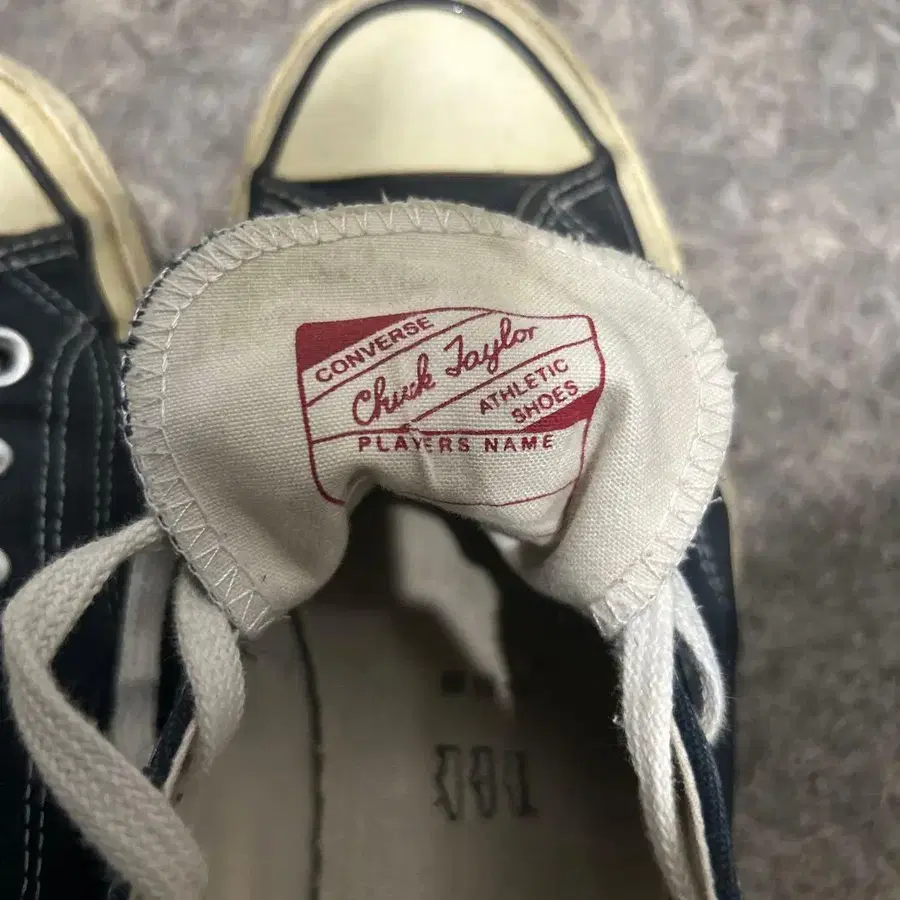 CONVERSE
Chuck Taylor
ATHLETIC
SHOES
PLAYERS NAME